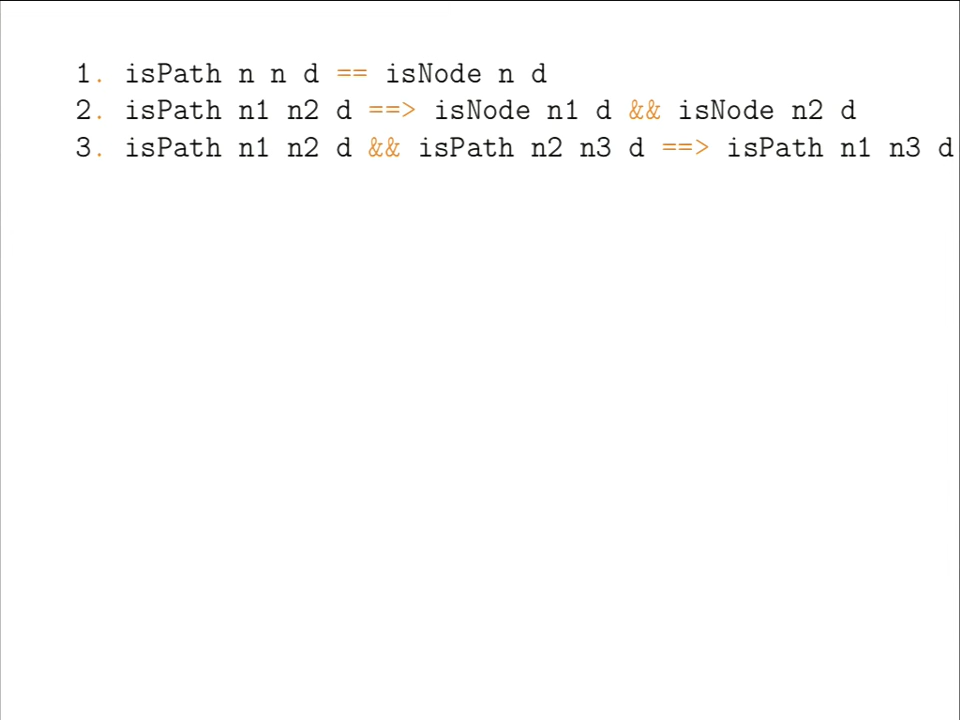 1. isPath n n d == isNode n d
2. isPath n1 n2 d ==> isNode n1 d && isNode n2 d
3. isPath n1 n2 d && isPath n2 n3 d ==> isPath n1 n3 d